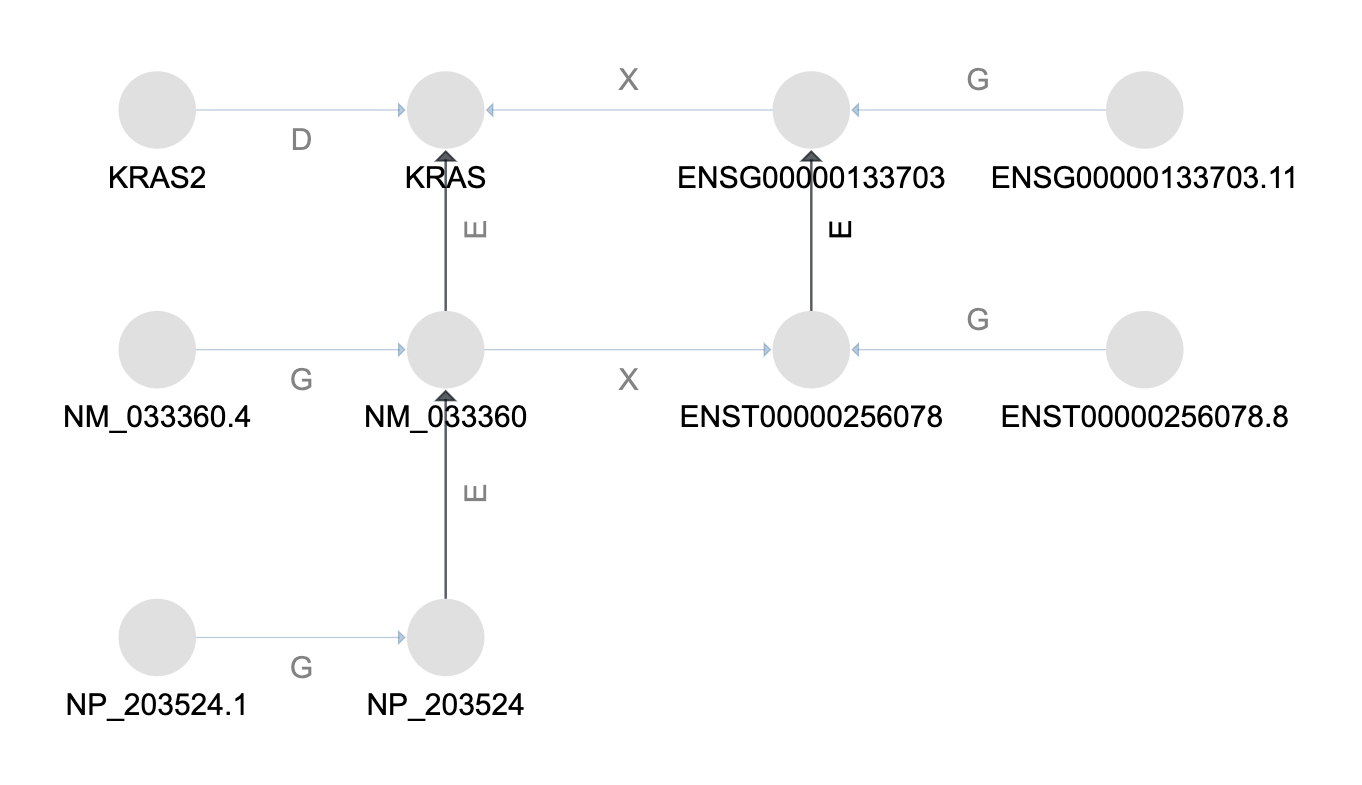 X
G
D
KRAS2
KRAS
ENSG00000133703
ENSG00000133703.11
E
E
G
G
X
NM_033360.4
NM_033360
ENST00000256078
ENST00000256078.8
E
G
NP_203524.1
NP_203524